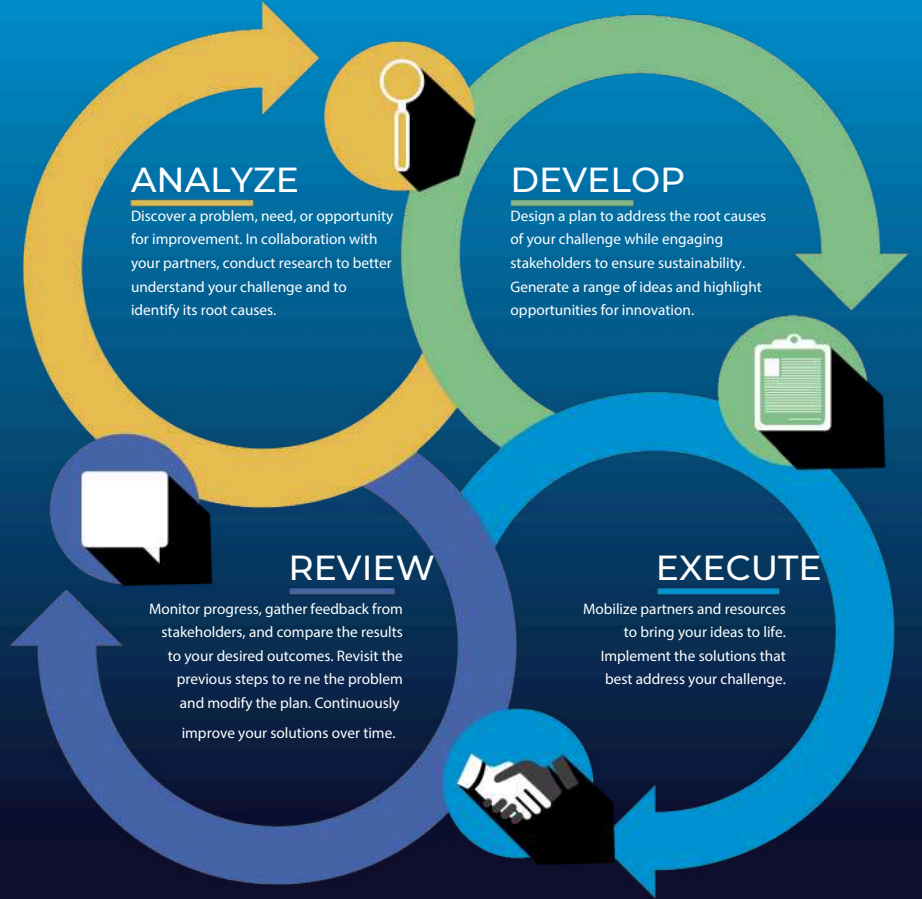 ANALYZE
Discover a problem, need, or opportunity
for improvement. In collaboration with
your partners, conduct research to better
understand your challenge and to
identify its root causes.
DEVELOP
Design a plan to address the root causes
of your challenge while engaging
stakeholders to ensure sustainability.
Generate a range of ideas and highlight
opportunities for innovation.
REVIEW
Monitor progress, gather feedback from
stakeholders, and compare the results
to your desired outcomes. Revisit the
previous steps to re ne the problem
and modify the plan. Continuously
improve your solutions over time.
EXECUTE
Mobilize partners and resources
to bring your ideas to life.
Implement the solutions that
best address your challenge.